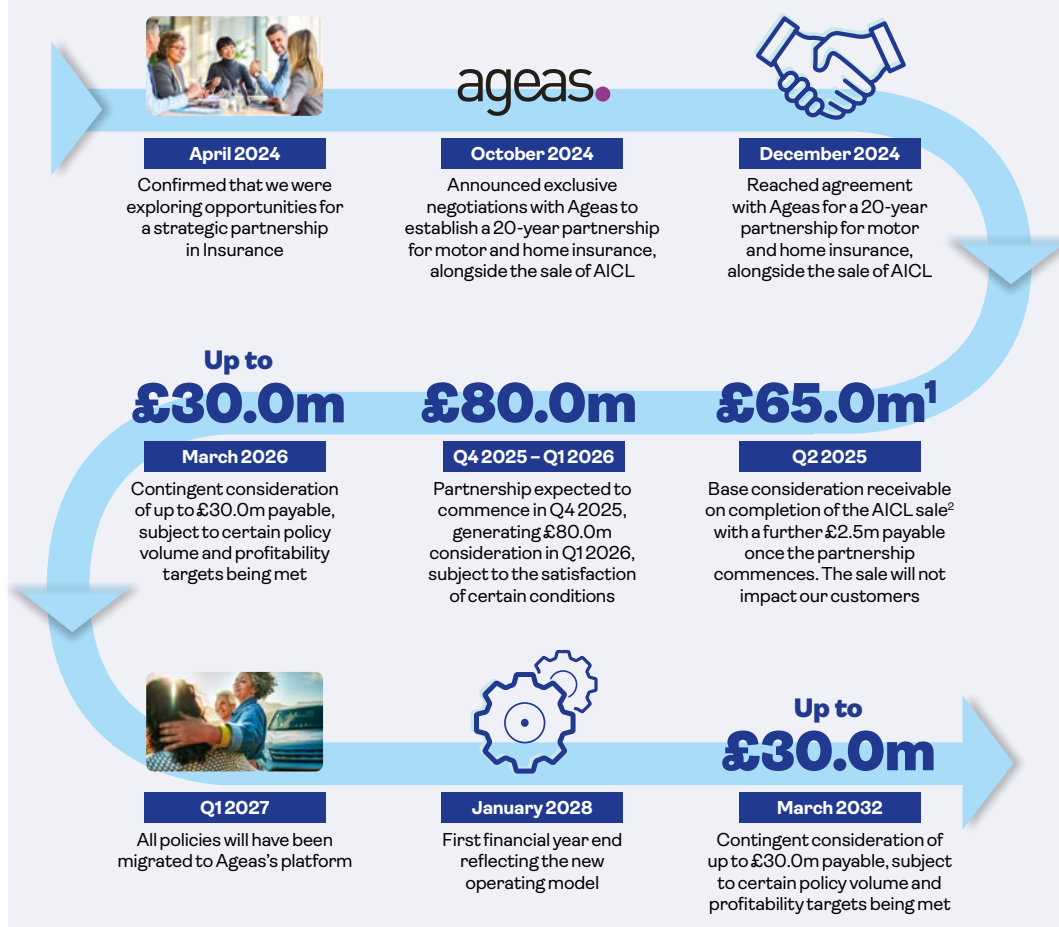 ageas.
April 2024
Confirmed that we were
exploring opportunities for
a strategic partnership
in Insurance
October 2024
Announced exclusive
negotiations with Ageas to
establish a 20-year partnership
for motor and home insurance,
alongside the sale of AICL
December 2024
Reached agreement
with Ageas for a 20-year
partnership for motor
and home insurance,
alongside the sale of AICL
£65.0m¹
Q2 2025
Base consideration receivable
on completion of the AICL sale²
with a further £2.5m payable
once the partnership
commences. The sale will not
impact our customers
£80.0m
Q4 2025 – Q1 2026
Partnership expected to
commence in Q4 2025,
generating £80.0m
consideration in Q1 2026,
subject to the satisfaction
of certain conditions
Up to
£30.0m
March 2026
Contingent consideration
of up to £30.0m payable,
subject to certain policy
volume and profitability
targets being met
Q1 2027
All policies will have been
migrated to Ageas's platform
January 2028
First financial year end
reflecting the new
operating model
Up to
£30.0m
March 2032
Contingent consideration of
up to £30.0m payable, subject
to certain policy volume and
profitability targets being met